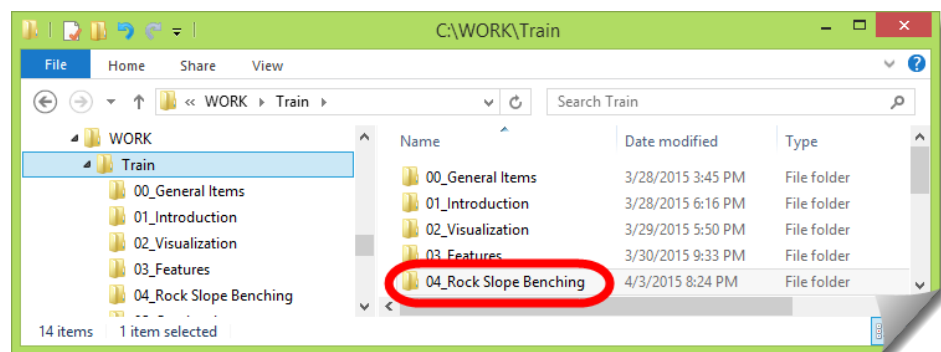 C:\WORK\Train
File Home Share View
« WORK Train Search Train
WORK
Train
00_General Items
01_Introduction
02_Visualization
03_Features
04_Rock Slope Benching
Name Date modified Type
00_General Items 3/28/2015 3:45 PM File folder
01_Introduction 3/28/2015 6:16 PM File folder
02_Visualization 3/29/2015 5:50 PM File folder
03_Features 3/30/2015 9:33 PM File folder
04_Rock Slope Benching 4/3/2015 8:24 PM File folder
14 items 1 item selected